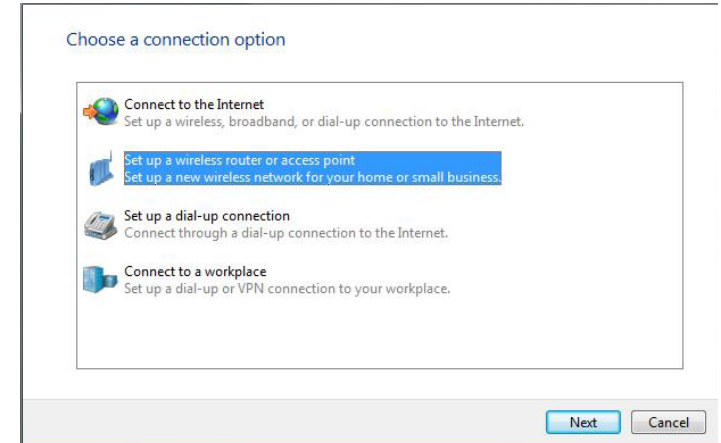 Choose a connection option
Connect to the Internet
Set up a wireless, broadband, or dial-up connection to the Internet.
Set up a wireless router or access point
Set up a new wireless network for your home or small business.
Set up a dial-up connection
Connect through a dial-up connection to the Internet.
Connect to a workplace
Set up a dial-up or VPN connection to your workplace.
Next Cancel